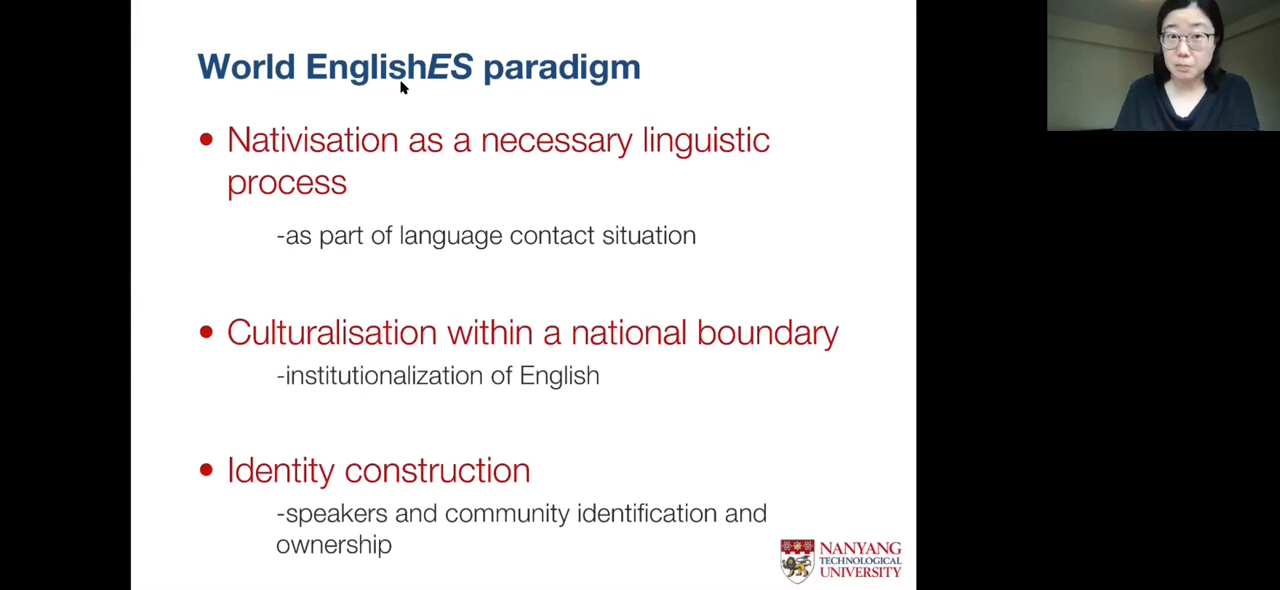 World EnglishES paradigm
• Nativisation as a necessary linguistic
process
-as part of language contact situation
• Culturalisation within a national boundary
-institutionalization of English
• Identity construction
-speakers and community identification and
ownership
NANYANG
TECHNOLOGICAL
UNIVERSITY